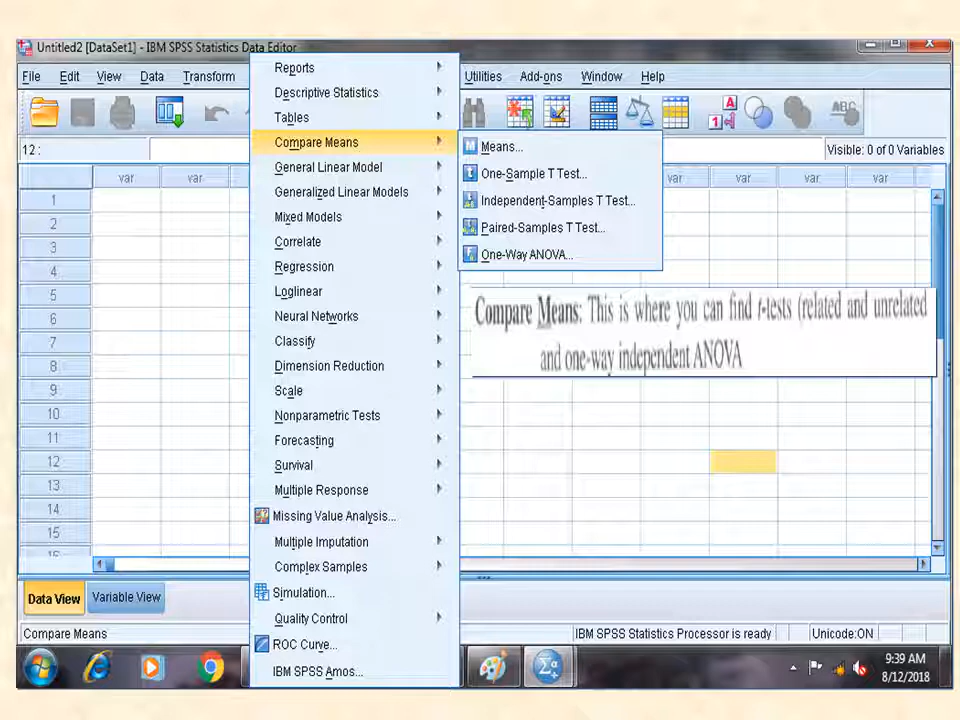 Untitled2 [DataSet1] - IBM SPSS Statistics Data Editor
File Edit View Data Transform Utilities Add-ons Window Help
12 :
Visible: 0 of 0 Variables
var var var var var var
1
2
3
4
5
6
7
8
9
10
11
12
13
14
15
16
Reports
Descriptive Statistics
Tables
Compare Means
General Linear Model
Generalized Linear Models
Mixed Models
Correlate
Regression
Loglinear
Neural Networks
Classify
Dimension Reduction
Scale
Nonparametric Tests
Forecasting
Survival
Multiple Response
Missing Value Analysis...
Multiple Imputation
Complex Samples
Simulation...
Quality Control
ROC Curve...
IBM SPSS Amos...
Means...
One-Sample T Test...
Independent-Samples T Test...
Paired-Samples T Test...
One-Way ANOVA...
Compare Means: This is where you can find t-tests (related and unrelated
and one-way independent ANOVA
Data View Variable View
Compare Means
IBM SPSS Statistics Processor is ready Unicode:ON
9:39 AM
8/12/2018